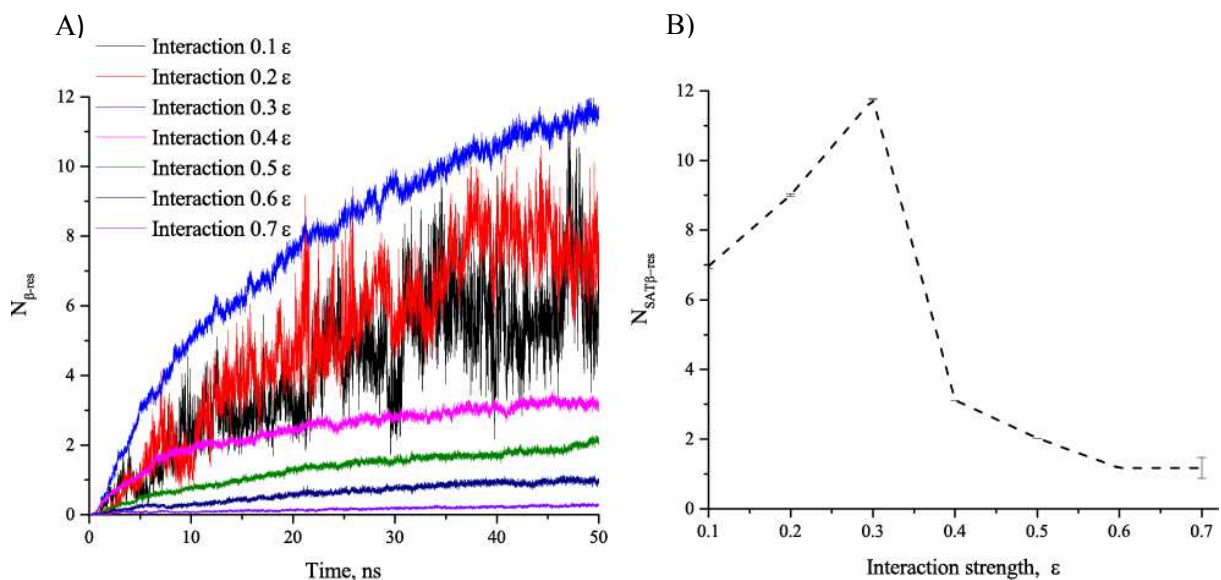 A)
Interaction 0.1 ε
Interaction 0.2 ε
Interaction 0.3 ε
Interaction 0.4 ε
Interaction 0.5 ε
Interaction 0.6 ε
Interaction 0.7 ε
12
10
8
6
4
2
0
Nβ-res
0 10 20 30 40 50
Time, ns
B)
12
10
8
6
4
2
0
NSATβ-res
0.1 0.2 0.3 0.4 0.5 0.6 0.7
Interaction strength, ε